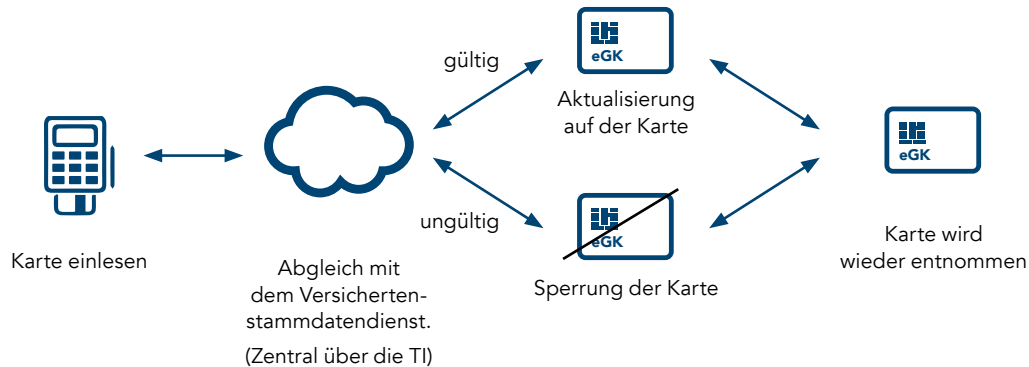 Karte einlesen
Abgleich mit
dem Versicherten-
stammdatendienst.
(Zentral über die TI)
gültig
eGK
Aktualisierung
auf der Karte
ungültig
eGK
Sperrung der Karte
eGK
Karte wird
wieder entnommen